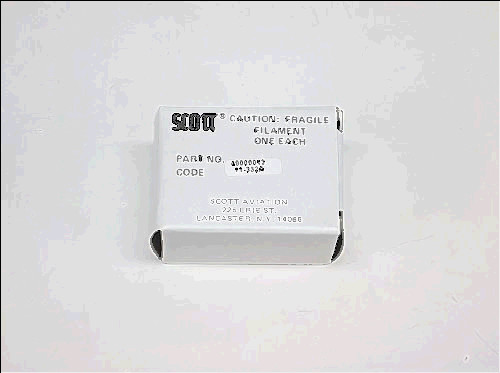 SCOTT® CAUTION: FRAGILE
FILAMENT
ONE EACH
PART NO.
CODE
SCOTT AVIATION
225 ERIE ST.
LANCASTER, N.Y. 14086